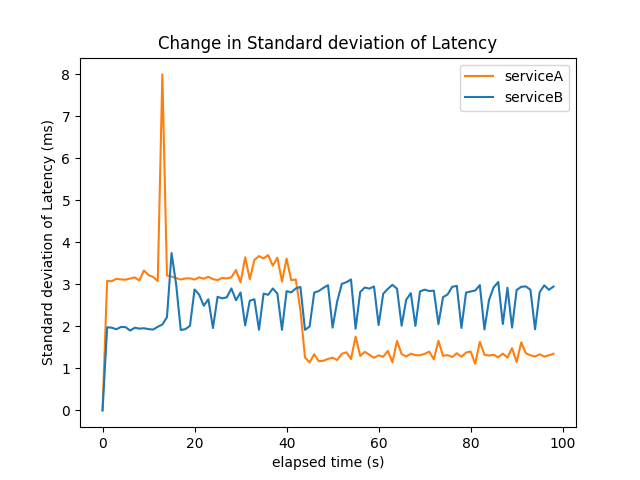 Change in Standard deviation of Latency
serviceA
serviceB
Standard deviation of Latency (ms)
8
7
6
5
4
3
2
1
0
0 20 40 60 80 100
elapsed time (s)